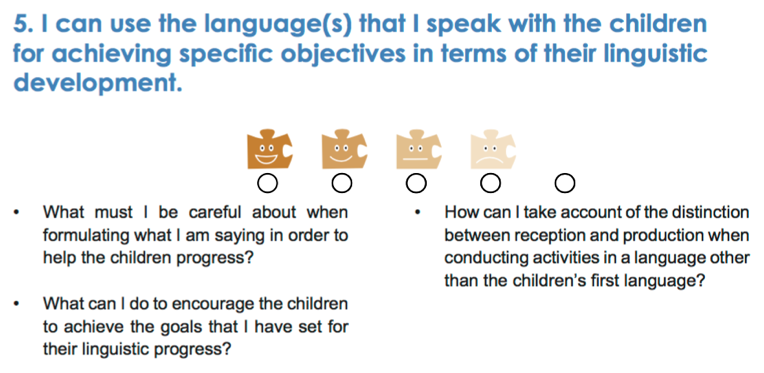 5. I can use the language(s) that I speak with the children
for achieving specific objectives in terms of their linguistic
development.
• What must I be careful about when
formulating what I am saying in order to
help the children progress?
• What can I do to encourage the children
to achieve the goals that I have set for
their linguistic progress?
• How can I take account of the distinction
between reception and production when
conducting activities in a language other
than the children's first language?